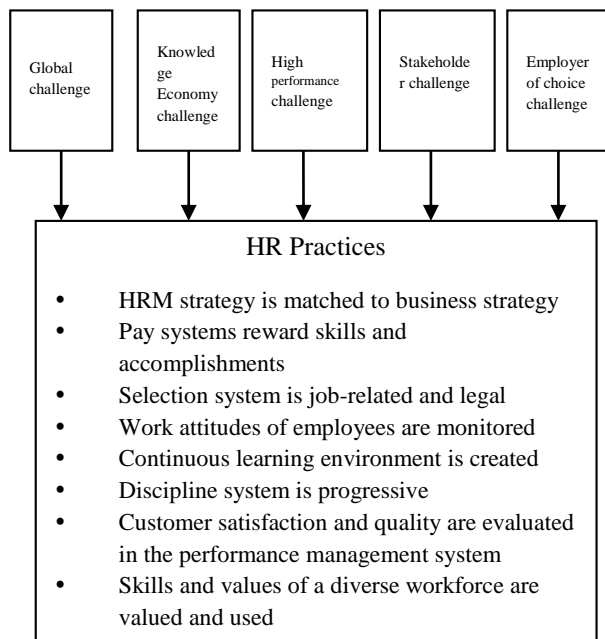 Global
challenge
Knowled
ge
Economy
challenge
High
performance
challenge
Stakeholde
r challenge
Employer
of choice
challenge
HR Practices
• HRM strategy is matched to business strategy
• Pay systems reward skills and
accomplishments
• Selection system is job-related and legal
• Work attitudes of employees are monitored
• Continuous learning environment is created
• Discipline system is progressive
• Customer satisfaction and quality are evaluated
in the performance management system
• Skills and values of a diverse workforce are
valued and used